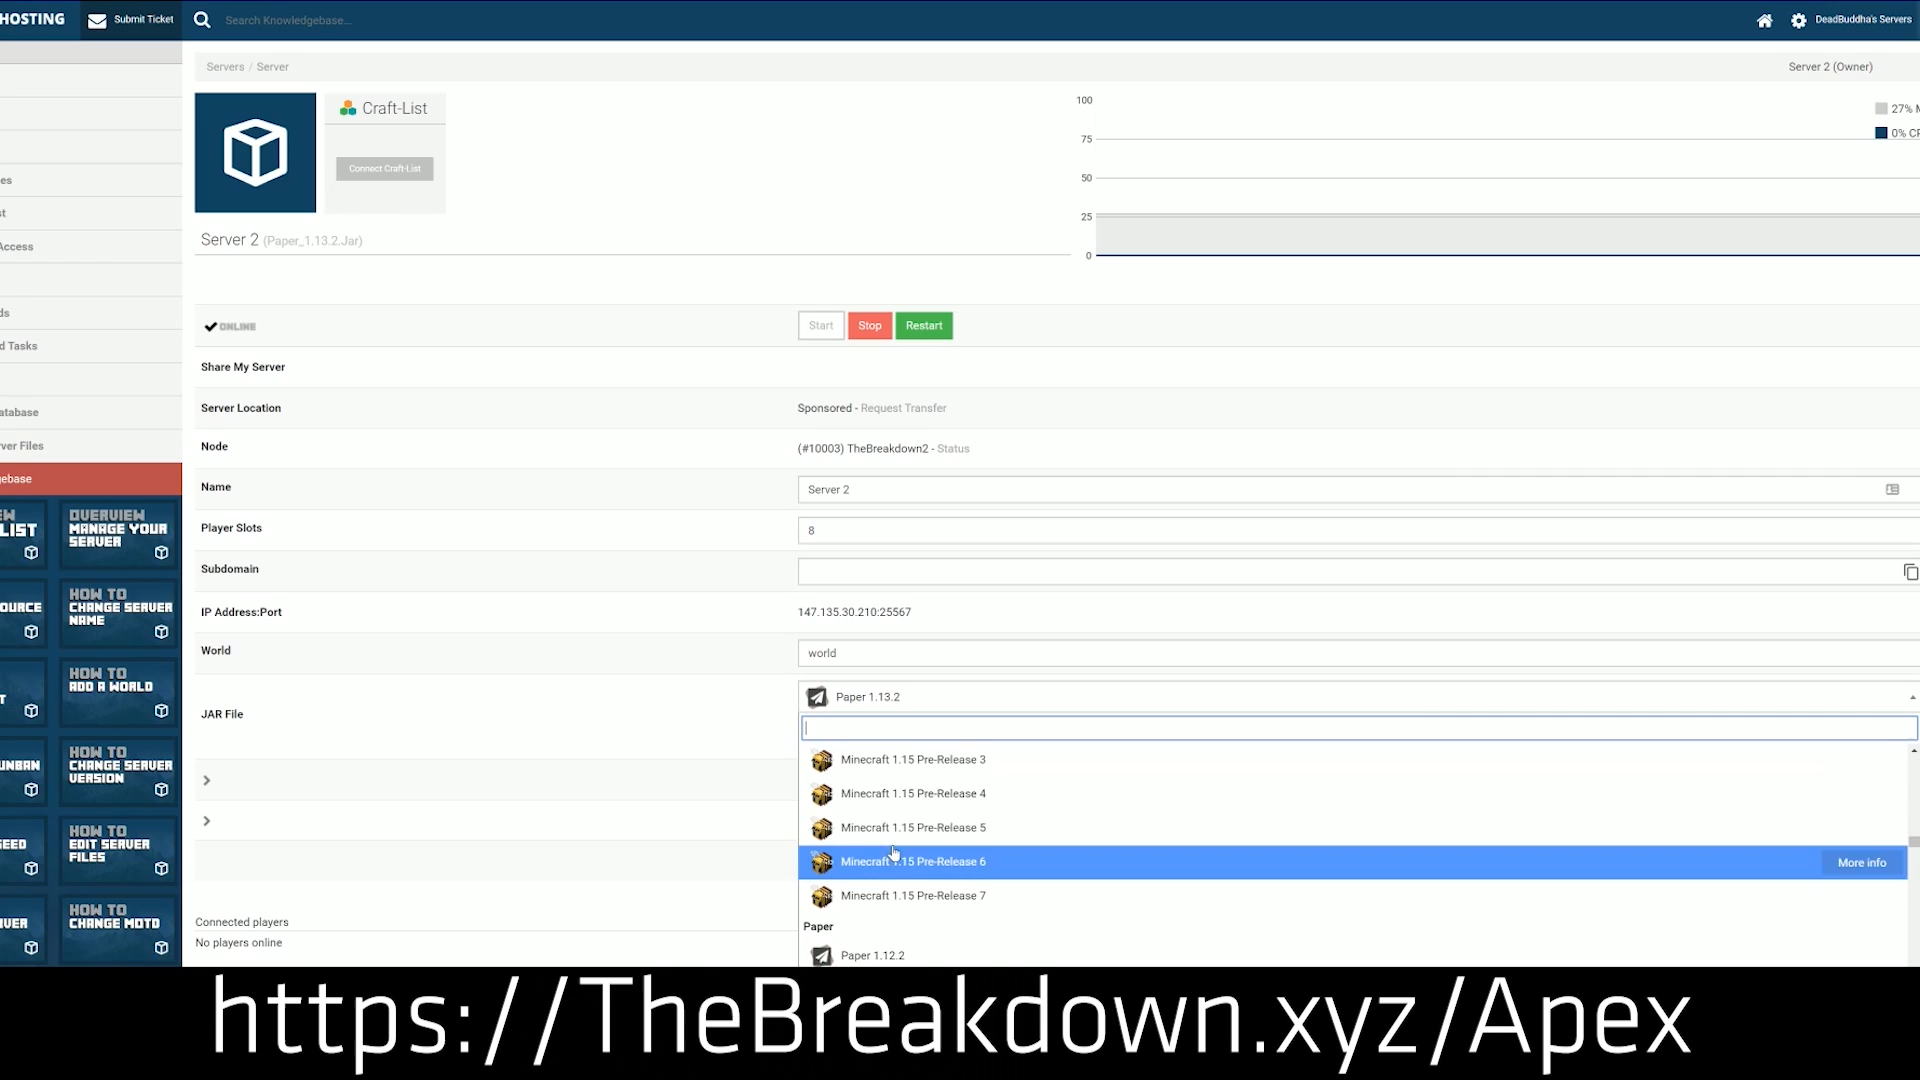 HOSTING
Submit Ticket
Search Knowledgebase...
DeadBuddha's Servers
Servers / Server
Server 2 (Owner)
Craft-List
Connect Craft-List
Server 2 (Paper_1.13.2.Jar)
100
75
50
25
0
27% M
0% CP
es
st
Access
ds
d Tasks
atabase
ver Files
gebase
EW
LIST
OVERVIEW
MANAGE YOUR
SERVER
OURCE
HOW TO
CHANGE SERVER
NAME
T
HOW TO
ADD A WORLD
UNBAN
HOW TO
CHANGE SERVER
VERSION
SEED
HOW TO
EDIT SERVER
FILES
VER
HOW TO
CHANGE MOTD
ONLINE
Start
Stop
Restart
Share My Server
Server Location
Sponsored - Request Transfer
Node
(#10003) TheBreakdown2 - Status
Name
Server 2
Player Slots
8
Subdomain
IP Address:Port
147.135.30.210:25567
World
world
JAR File
Paper 1.13.2
Minecraft 1.15 Pre-Release 3
Minecraft 1.15 Pre-Release 4
Minecraft 1.15 Pre-Release 5
Minecraft 1.15 Pre-Release 6
More info
Minecraft 1.15 Pre-Release 7
Paper
Paper 1.12.2
Connected players
No players online
https://TheBreakdown.xyz/Apex